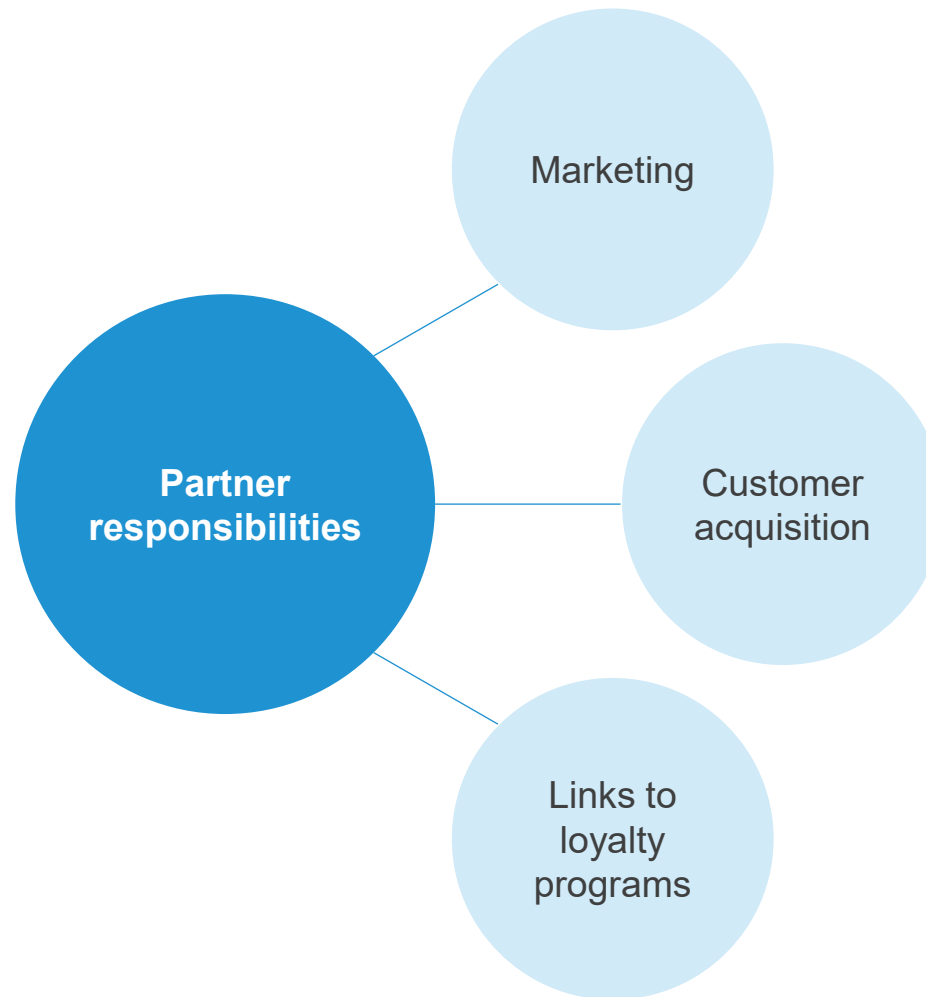 Marketing
Partner
responsibilities
Customer
acquisition
Links to
loyalty
programs